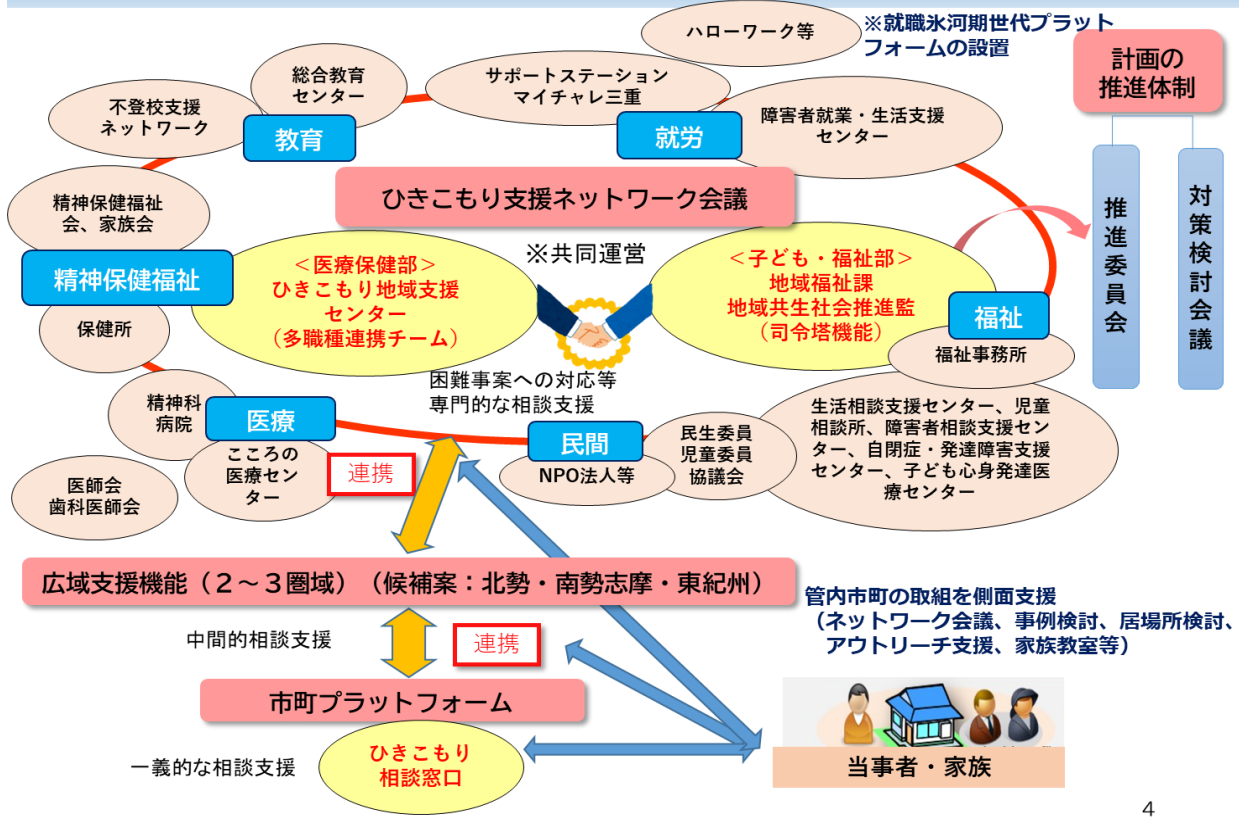 ハローワーク等
※就職氷河期世代プラット
フォームの設置
計画の
推進体制
推進委員会
対策検討会議
総合教育
センター
サポートステーション
マイチャレ三重
不登校支援
ネットワーク
教育
就労
障害者就業・生活支援
センター
ひきこもり支援ネットワーク会議
精神保健福祉
会、家族会
精神保健福祉
保健所
＜医療保健部＞
ひきこもり地域支援
センター
（多職種連携チーム）
※共同運営
＜子ども・福祉部＞
地域福祉課
地域共生社会推進監
（司令塔機能）
福祉
福祉事務所
困難事案への対応等
専門的な相談支援
精神科
病院
医療
こころの
医療セン
ター
医師会
歯科医師会
連携
民間
NPO法人等
民生委員
児童委員
協議会
生活相談支援センター、児童
相談所、障害者相談支援セン
ター、自閉症・発達障害支援
センター、子ども心身発達医
療センター
広域支援機能（２～３圏域）（候補案：北勢・南勢志摩・東紀州）
管内市町の取組を側面支援
（ネットワーク会議、事例検討、居場所検討、
アウトリーチ支援、家族教室等）
中間的相談支援
連携
市町プラットフォーム
ひきこもり
相談窓口
一義的な相談支援
当事者・家族
4